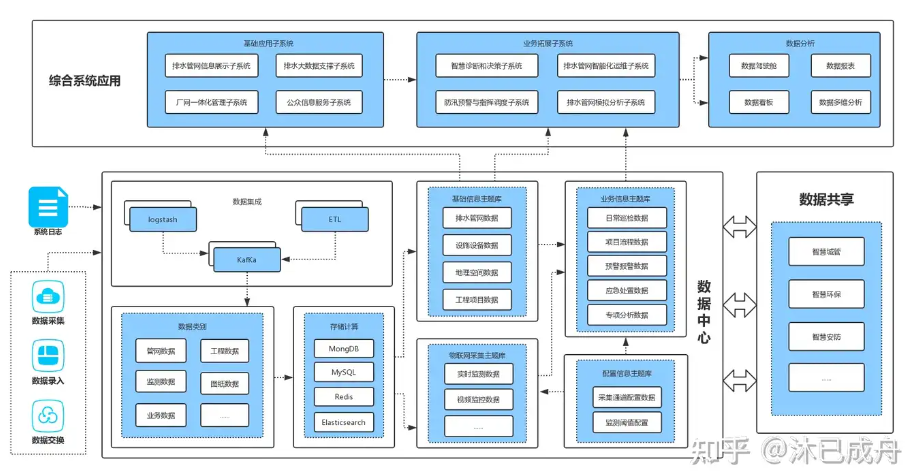 综合系统应用
基础应用子系统
排水管网信息展示子系统
排水大数据支撑子系统
厂网一体化管理子系统
公众信息服务子系统
业务拓展子系统
智慧诊断和决策子系统
排水管网智能化运维子系统
防汛预警与指挥调度子系统
排水管网模拟分析子系统
数据分析
数据驾驶舱
数据报表
数据看板
数据多维分析
系统日志
数据采集
数据录入
数据交换
数据集成
logstash
ETL
KafKa
数据类别
管网数据
工程数据
监测数据
图纸数据
业务数据
......
存储计算
MongDB
MySQL
Redis
Elasticsearch
基础信息主题库
排水管网数据
设施设备数据
地理空间数据
工程项目数据
物联网采集主题库
实时监测数据
视频监控数据
......
业务信息主题库
日常巡检数据
项目流程数据
预警报警数据
应急处置数据
专项分析数据
配置信息主题库
采集通道配置数据
监测阈值配置
数据中心
数据共享
智慧城管
智慧环保
智慧安防
......
知乎 @沐已成舟